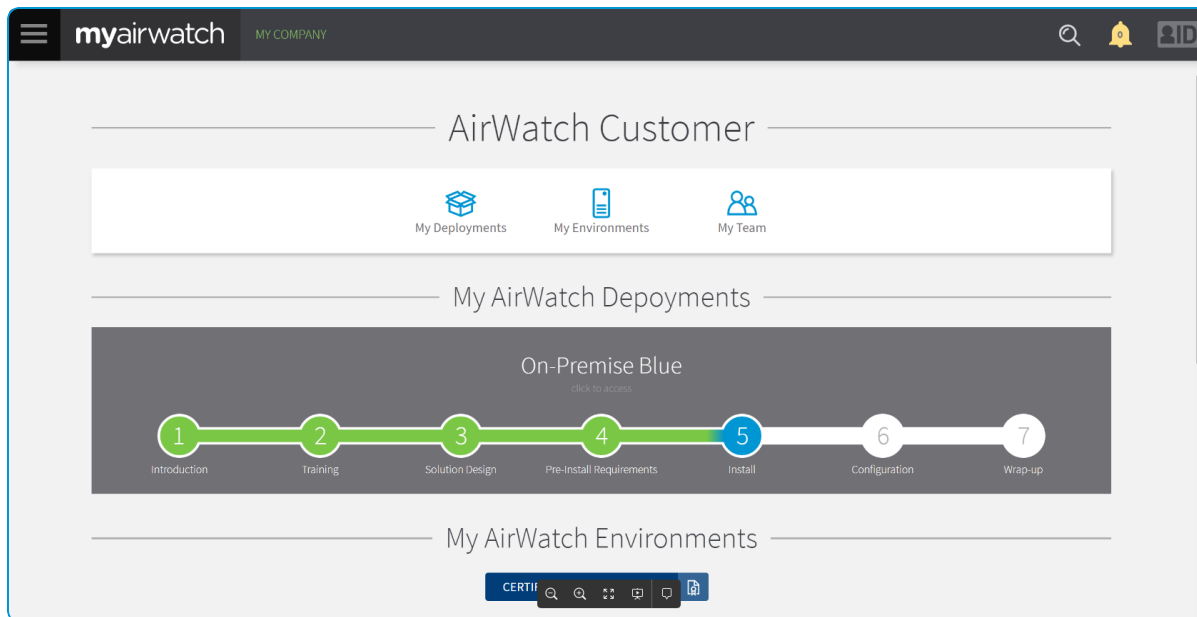 myairwatch MY COMPANY 0 ID
AirWatch Customer
My Deployments My Environments My Team
My AirWatch Depoyments
On-Premise Blue
click to access
1 2 3 4 5 6 7
Introduction Training Solution Design Pre-Install Requirements Install Configuration Wrap-up
My AirWatch Environments